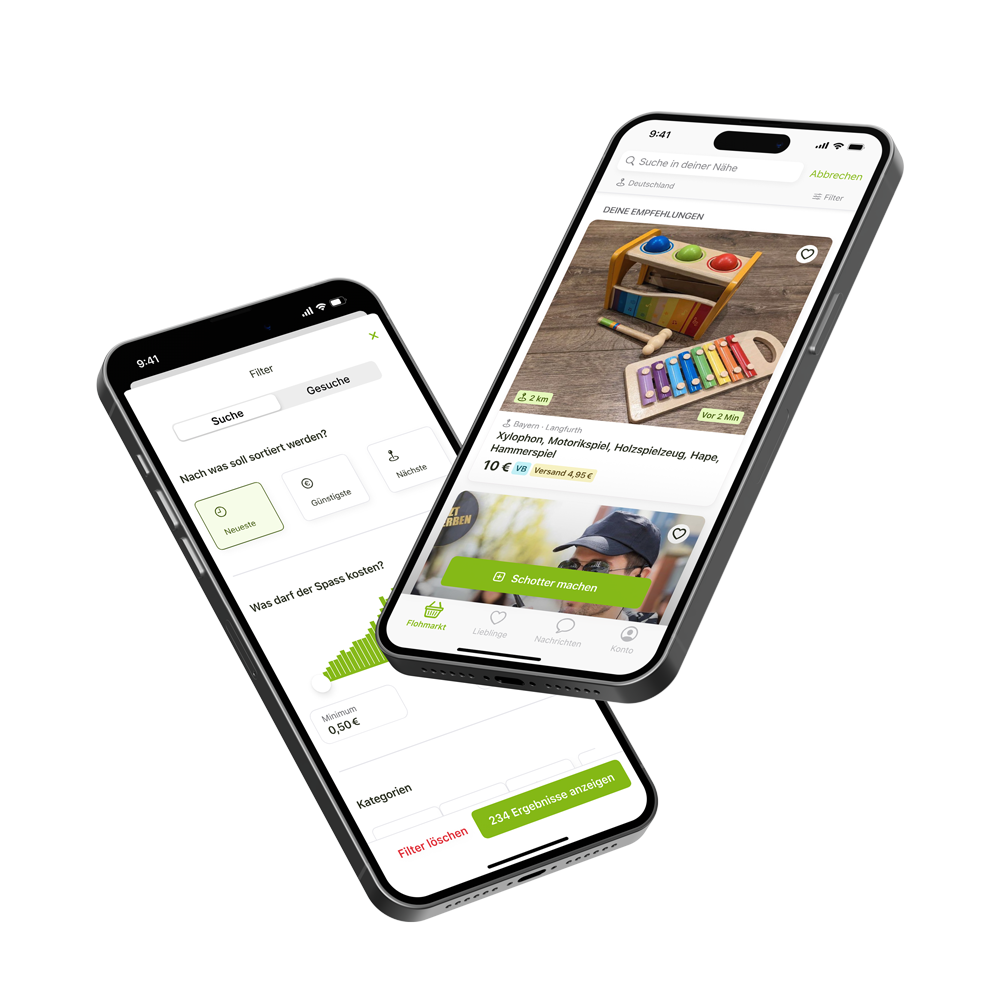 9:41
Suche in deiner Nähe
Abbrechen
Deutschland
Filter
DEINE EMPFEHLUNGEN
2 km
Vor 2 Min
Bayern · Langfurth
Xylophon, Motorikspiel, Holzspielzeug, Hape,
Hammerspiel
10 € VB Versand 4,95 €
Schotter machen
Flohmarkt
Lieblinge
Nachrichten
Konto
9:41
Filter
Suche
Gesuche
Nach was soll sortiert werden?
Neueste
Günstigste
Nächste
Was darf der Spass kosten?
Minimum
0,50 €
Kategorien
Filter löschen
234 Ergebnisse anzeigen